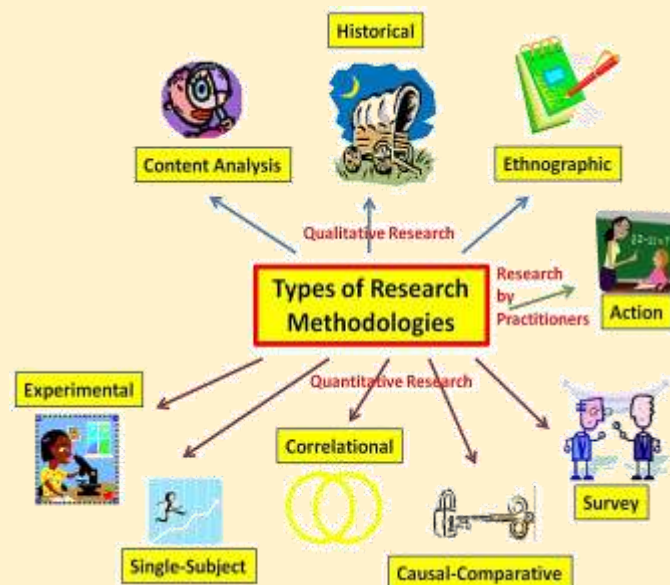 Historical
Content Analysis
Ethnographic
Qualitative Research
Types of Research
Methodologies
Research
by
Practitioners
Action
Experimental
Quantitative Research
Correlational
Survey
Single-Subject
Causal-Comparative